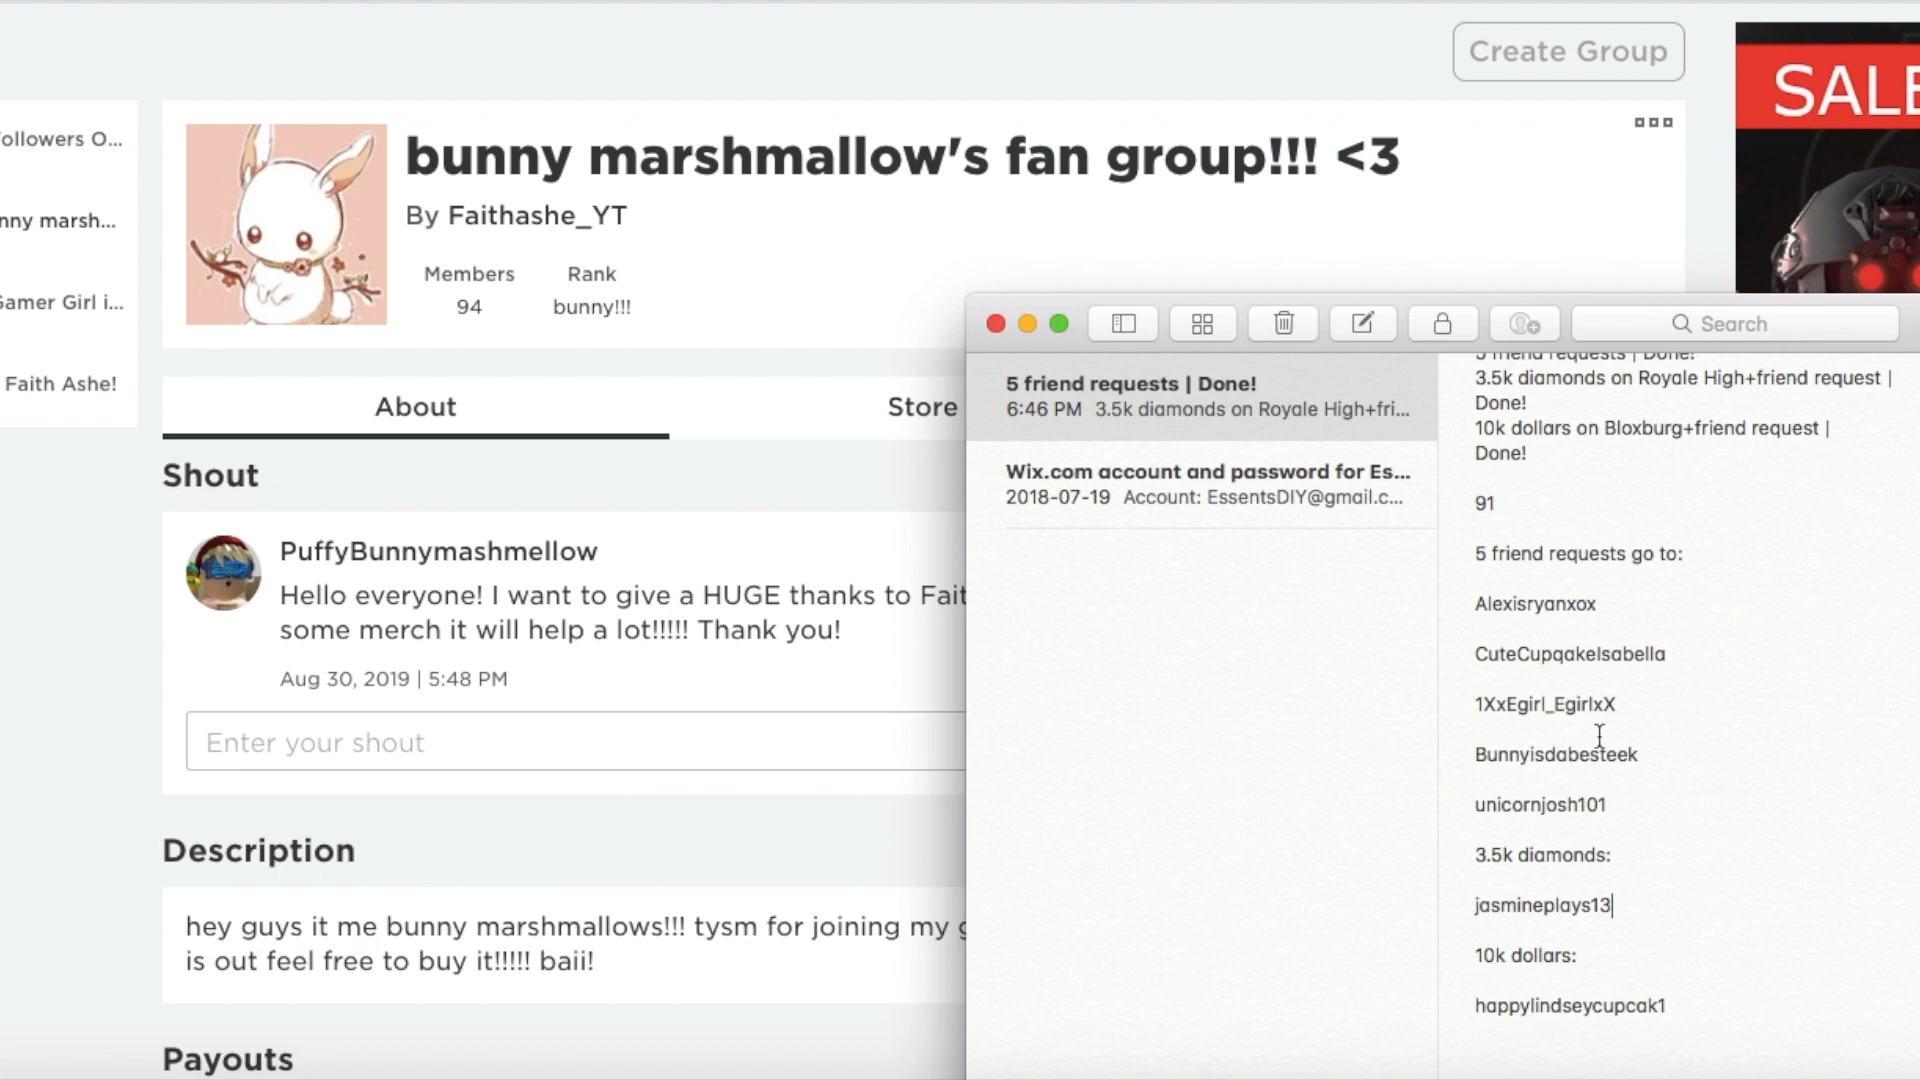 Create Group
SALE
ollowers O...
nny marsh...
Gamer Girl i...
Faith Ashe!
bunny marshmallow's fan group!!! <3
By Faithashe_YT
Members
94
Rank
bunny!!!
About
Store
Shout
PuffyBunnymashmellow
Hello everyone! I want to give a HUGE thanks to Fait
some merch it will help a lot!!!!! Thank you!
Aug 30, 2019 | 5:48 PM
Enter your shout
Description
hey guys it me bunny marshmallows!!! tysm for joining my g
is out feel free to buy it!!!!! baii!
Payouts
Search
5 friend requests | Done!
6:46 PM 3.5k diamonds on Royale High+fri...
Wix.com account and password for Es...
2018-07-19 Account: EssentsDIY@gmail.c...
5 friend requests | Done!
3.5k diamonds on Royale High+friend request |
Done!
10k dollars on Bloxburg+friend request |
Done!
91
5 friend requests go to:
Alexisryanxox
CuteCupqakeIsabella
1XxEgirl_EgirlxX
Bunnyisdabesteek
unicornjosh101
3.5k diamonds:
jasmineplays13
10k dollars:
happylindseycupcak1